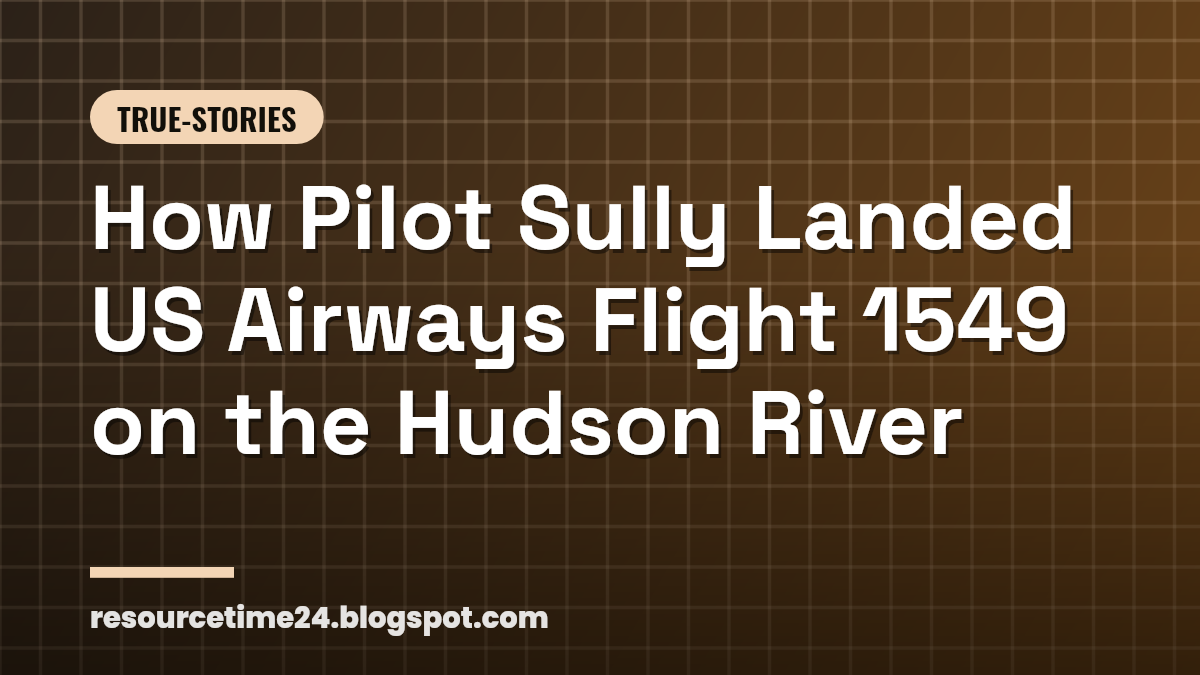 TRUE-STORIES
How Pilot Sully Landed
US Airways Flight 1549
on the Hudson River
resourcetime24.blogspot.com